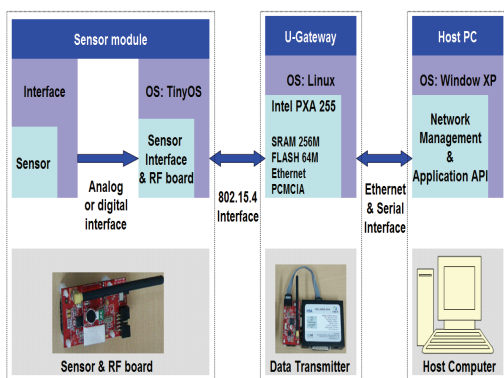 Sensor module
Interface
OS: TinyOS
Sensor
Sensor
Interface
& RF board
Analog
or digital
interface
802.15.4
Interface
U-Gateway
OS: Linux
Intel PXA 255
SRAM 256M
FLASH 64M
Ethernet
PCMCIA
Ethernet
& Serial
Interface
Host PC
OS: Window XP
Network
Management
&
Application API
Sensor & RF board
Data Transmitter
Host Computer